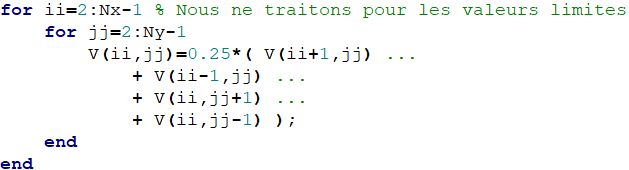 for ii=2:Nx-1 % Nous ne traitons pour les valeurs limites
for jj=2:Ny-1
V(ii,jj)=0.25*( V(ii+1,jj) ...
+ V(ii-1,jj) ...
+ V(ii,jj+1) ...
+ V(ii,jj-1) );
end
end